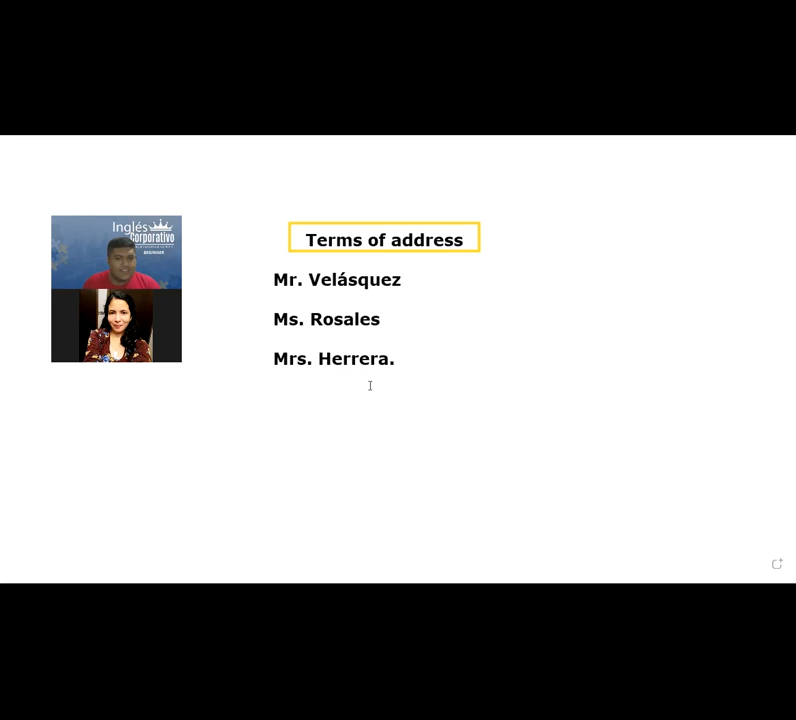 Inglés
Corporativo
BEGINNER
Terms of address
Mr. Velásquez
Ms. Rosales
Mrs. Herrera.